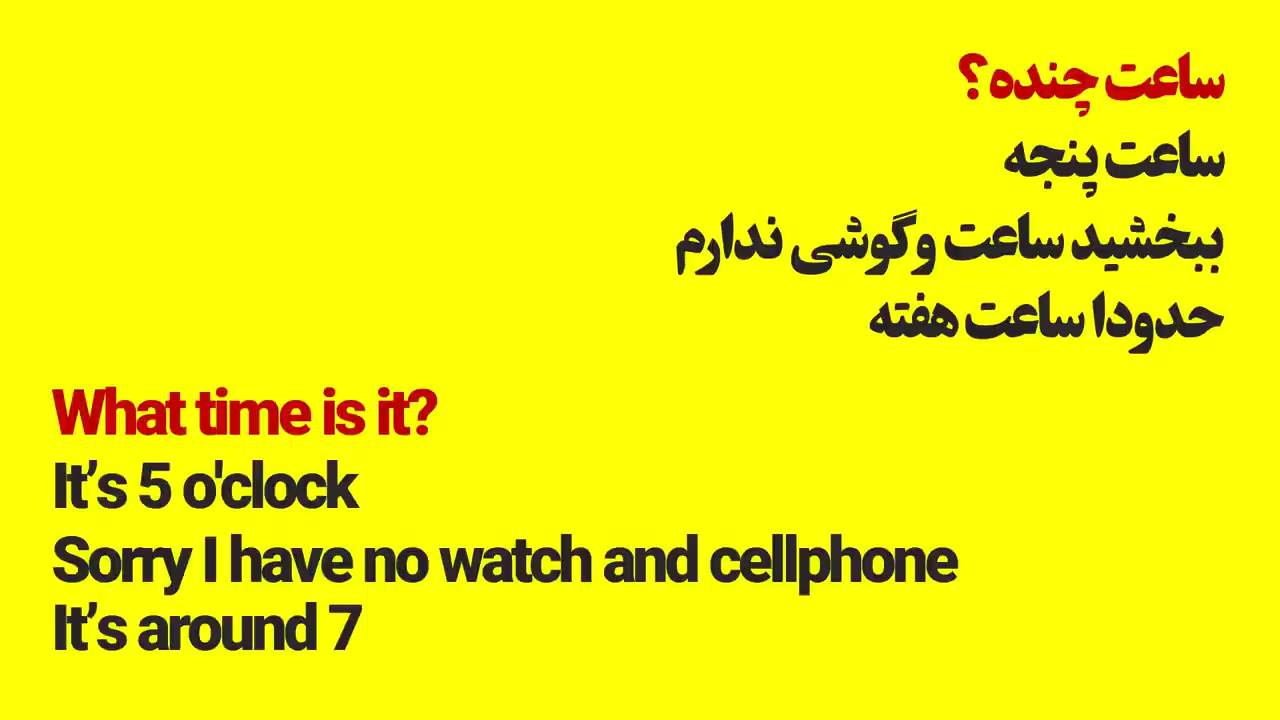 ساعت چنده ؟
ساعت پنجه
ببخشید ساعت و گوشی ندارم
حدودا ساعت هفته
What time is it?
It’s 5 o'clock
Sorry I have no watch and cellphone
It’s around 7